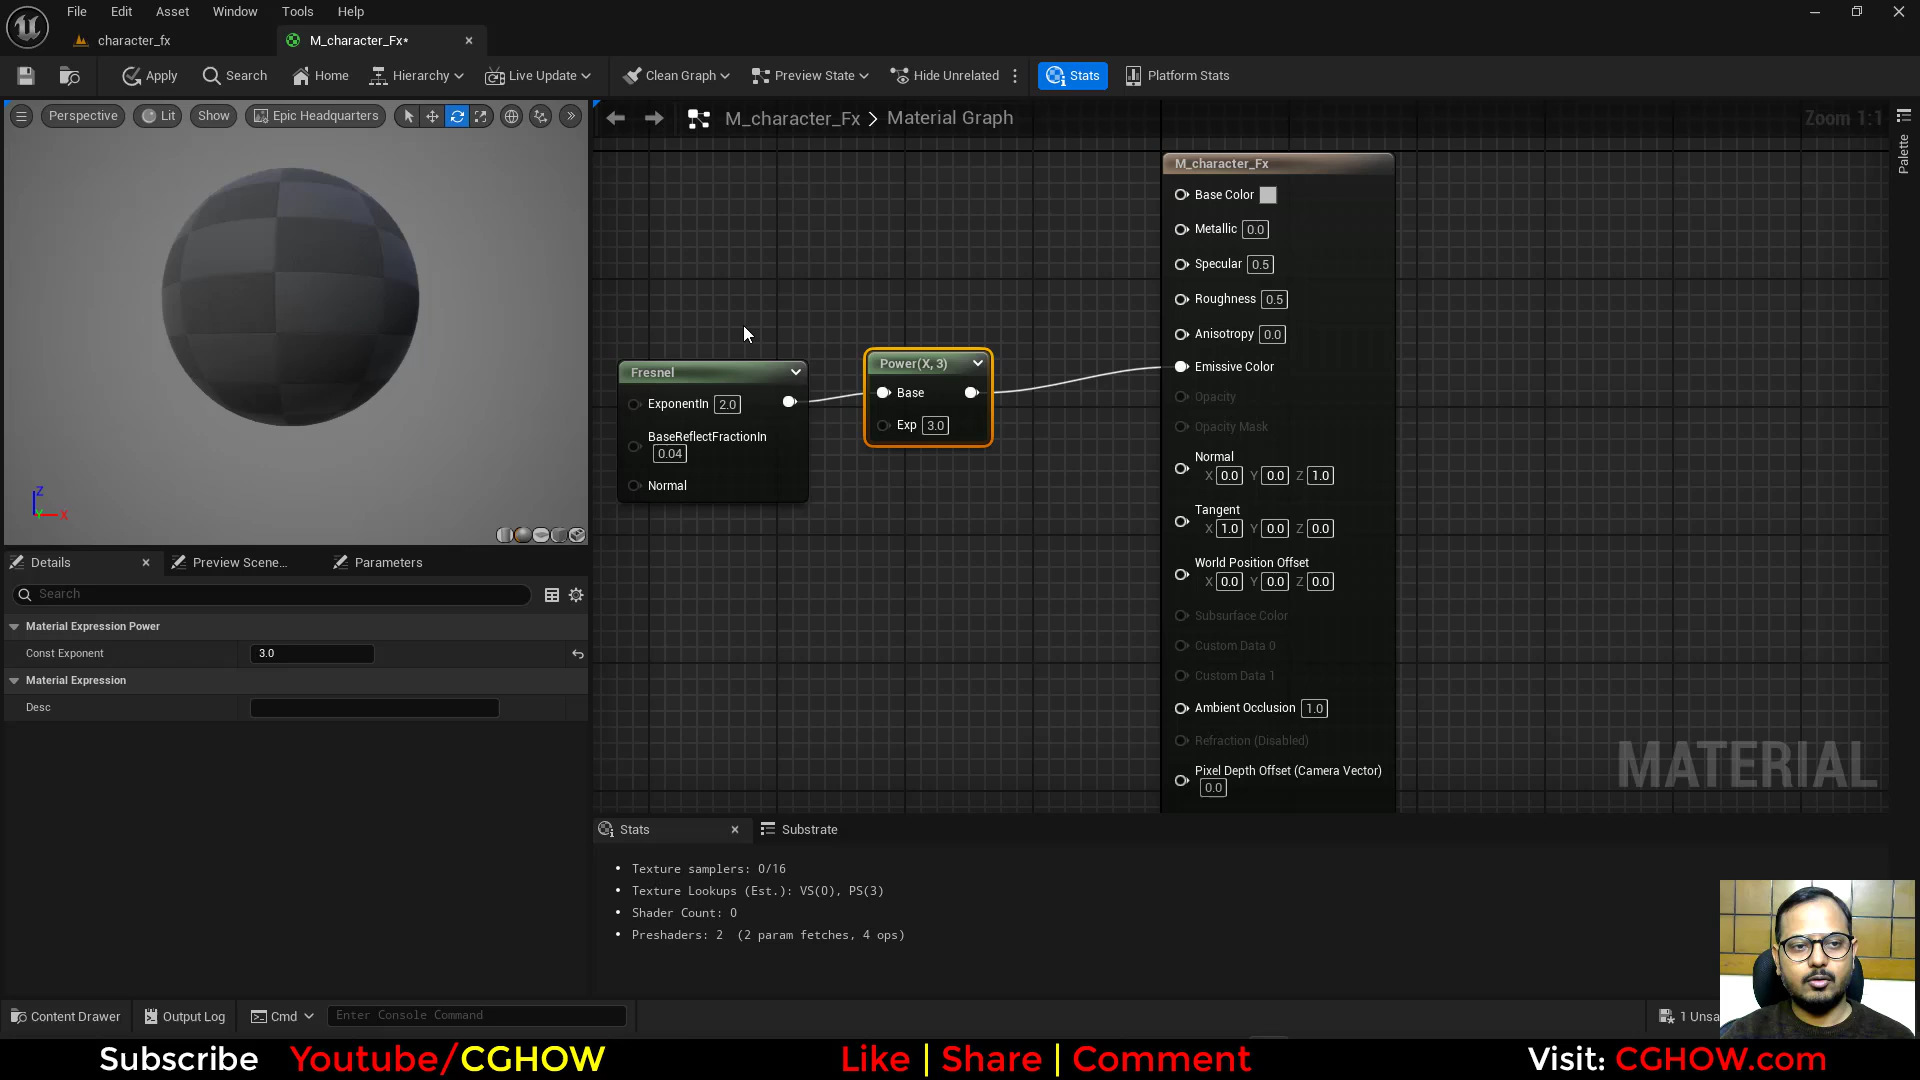 File Edit Asset Window Tools Help
character_fx M_character_Fx*
Apply Search Home Hierarchy Live Update Clean Graph Preview State Hide Unrelated Stats Platform Stats
Perspective Lit Show Epic Headquarters
M_character_Fx > Material Graph
Zoom 1:1
Palette
M_character_Fx
Base Color
Metallic 0.0
Specular 0.5
Roughness 0.5
Anisotropy 0.0
Emissive Color
Opacity
Opacity Mask
Normal
X 0.0 Y 0.0 Z 1.0
Tangent
X 1.0 Y 0.0 Z 0.0
World Position Offset
X 0.0 Y 0.0 Z 0.0
Subsurface Color
Custom Data 0
Custom Data 1
Ambient Occlusion 1.0
Refraction (Disabled)
Pixel Depth Offset (Camera Vector)
0.0
Fresnel
ExponentIn 2.0
BaseReflectFractionIn
0.04
Normal
Power(X, 3)
Base
Exp 3.0
MATERIAL
Z
Y
X
Details Preview Scene... Parameters
Search
Material Expression Power
Const Exponent 3.0
Material Expression
Desc
Stats Substrate
Texture samplers: 0/16
Texture Lookups (Est.): VS(0), PS(3)
Shader Count: 0
Preshaders: 2 (2 param fetches, 4 ops)
Content Drawer Output Log Cmd Enter Console Command
1 Unsa
Subscribe Youtube/CGHOW Like | Share | Comment Visit: CGHOW.com